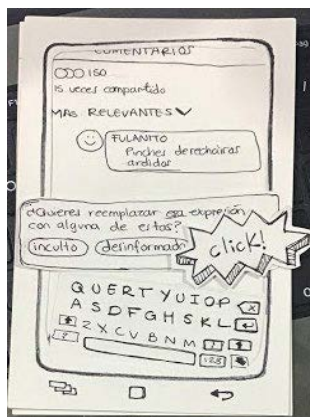 COMENTARIOS
150
15 veces compartido
MAS RELEVANTES
FULANITO
Pinches derechairas
ardidos
¿Quieres reemplazar esa expresión
con alguna de estas?
inculto desinformado
click!
QUERTYUIOP
ASDFGHSKL
ZXCVBNM
?
123